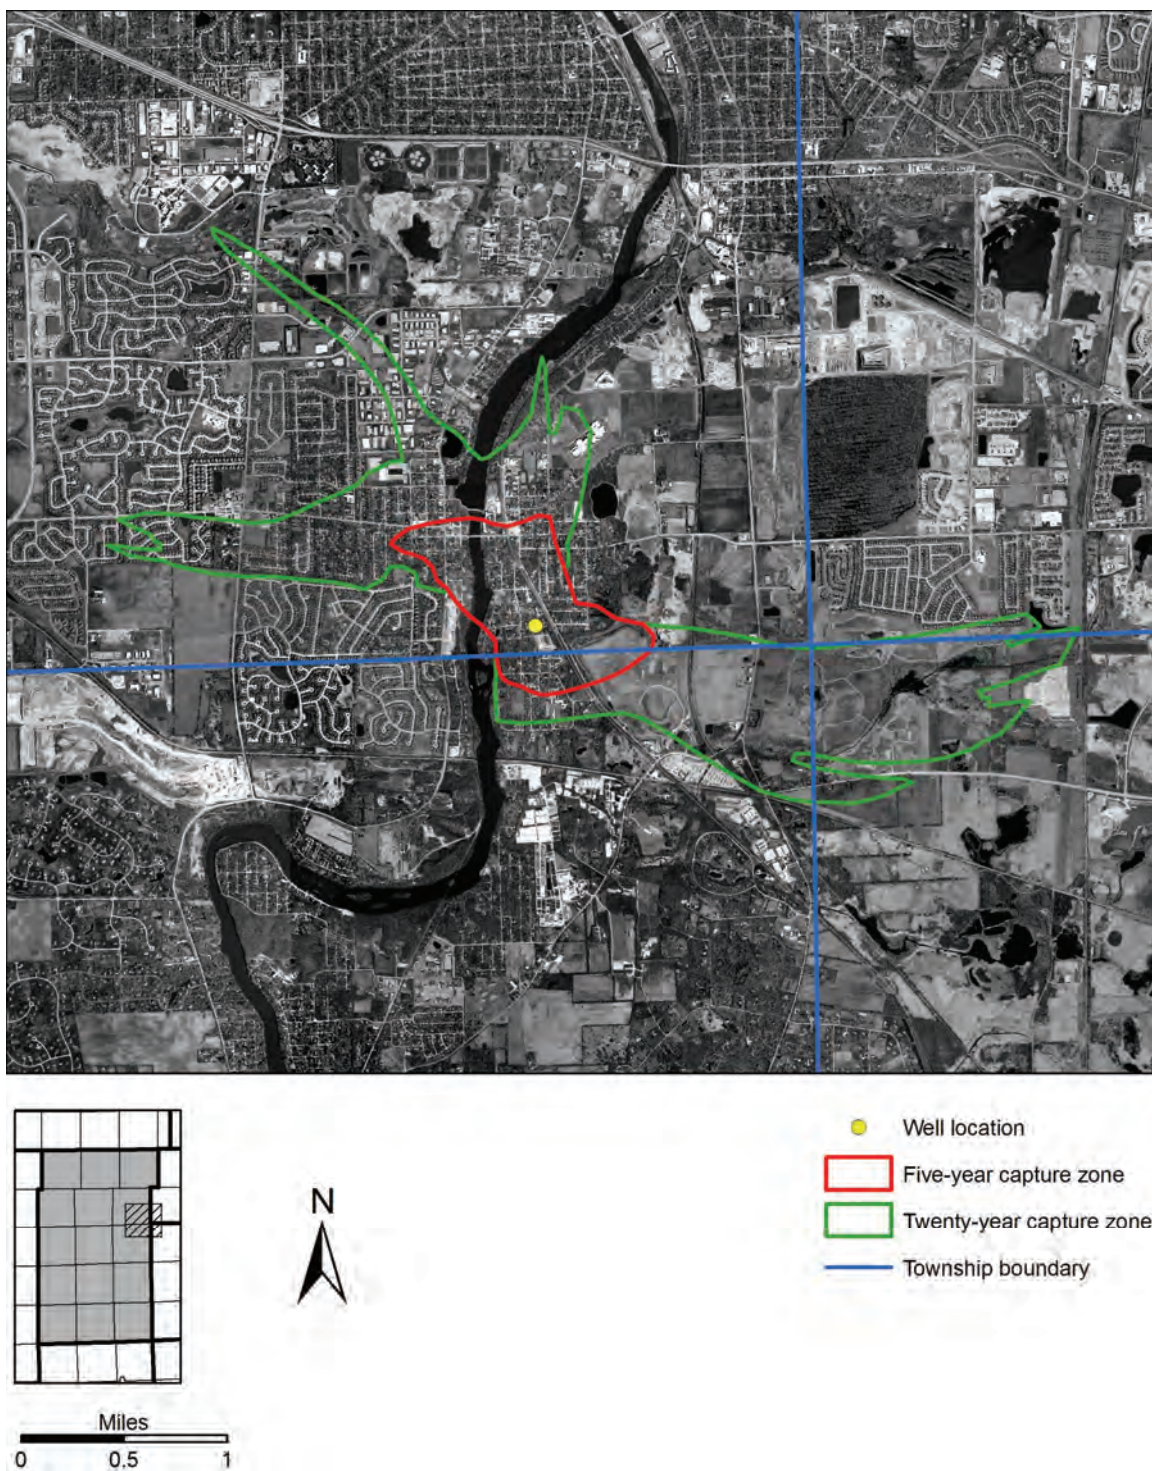 N
Miles
0 0.5 1
Well location
Five-year capture zone
Twenty-year capture zone
Township boundary